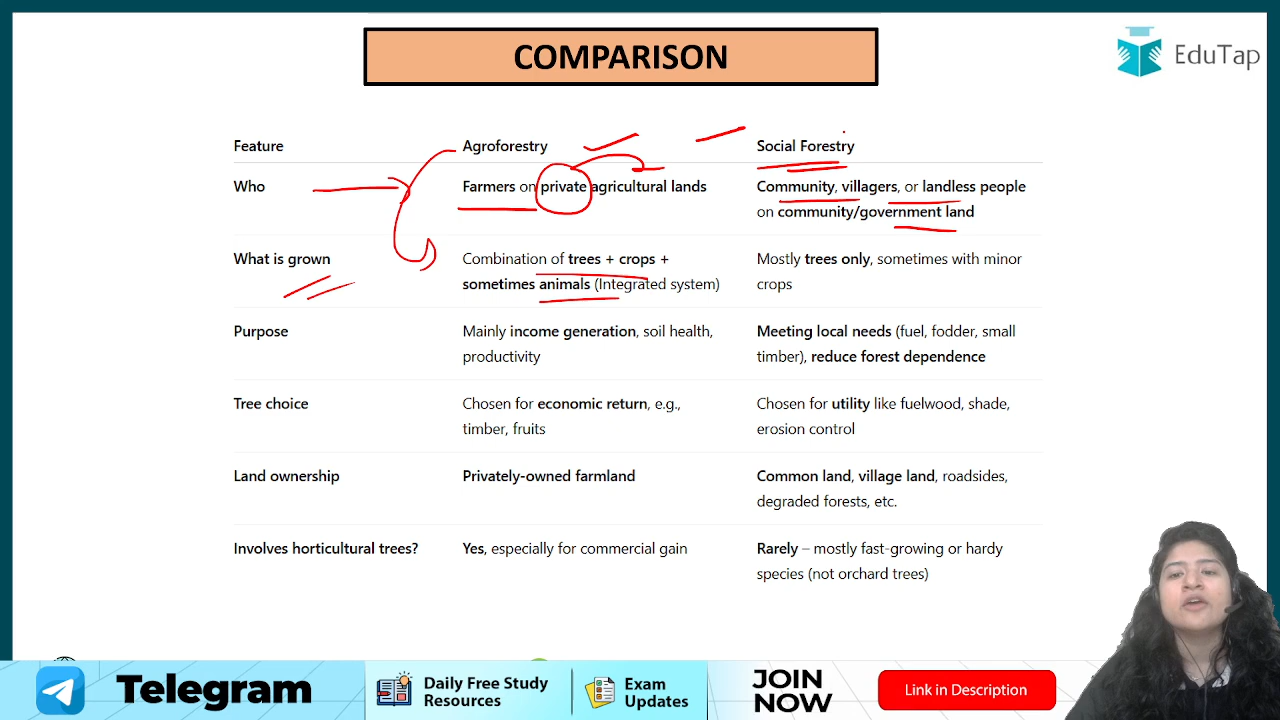 COMPARISON
EduTap
Feature
Agroforestry
Social Forestry
Who
Farmers on private agricultural lands
Community, villagers, or landless people
on community/government land
What is grown
Combination of trees + crops +
sometimes animals (Integrated system)
Mostly trees only, sometimes with minor
crops
Purpose
Mainly income generation, soil health,
productivity
Meeting local needs (fuel, fodder, small
timber), reduce forest dependence
Tree choice
Chosen for economic return, e.g.,
timber, fruits
Chosen for utility like fuelwood, shade,
erosion control
Land ownership
Privately-owned farmland
Common land, village land, roadsides,
degraded forests, etc.
Involves horticultural trees?
Yes, especially for commercial gain
Rarely – mostly fast-growing or hardy
species (not orchard trees)
Telegram
Daily Free Study
Resources
Exam
Updates
JOIN
NOW
Link in Description